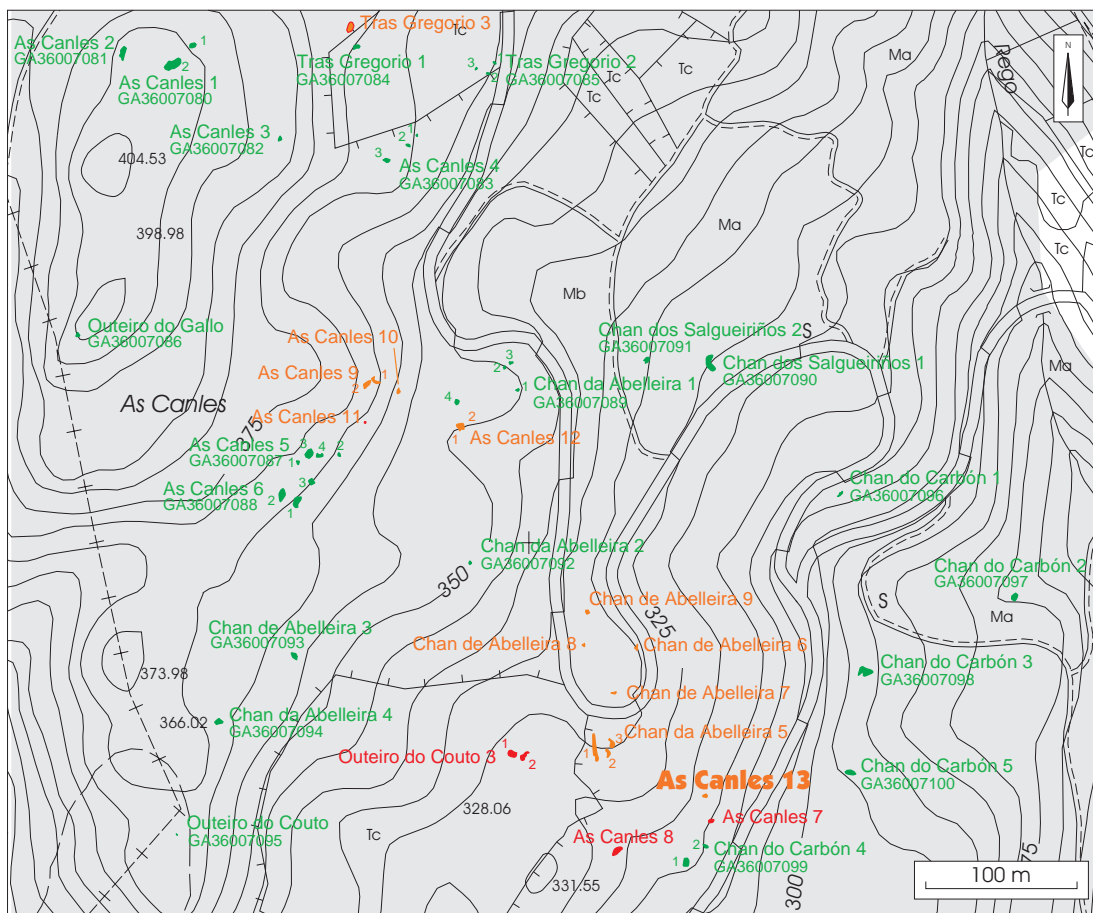 Tras Gregorio 3
Tc
Ma
Rego
N
As Canles 2
GA36007081
1
2
As Canles 1
GA36007080
Tras Gregorio 1
GA36007084
3
1
2
Tras Gregorio 2
GA36007085
Tc
Tc
Tc
Tc
As Canles 3
GA36007082
404.53
1
2
3
As Canles 4
GA36007083
Tc
Tc
Tc
398.98
Ma
Mb
Outeiro do Gallo
GA36007086
As Canles 10
As Canles 9
1
2
As Canles
As Canles 11
375
3
2
1
Chan da Abelleira 1
GA36007089
4
2
1
As Canles 12
Chan dos Salgueiriños 2
GA36007091
S
Chan dos Salgueiriños 1
GA36007090
Ma
As Canles 5
GA36007087
3
4
2
1
As Canles 6
GA36007088
3
2
1
Chan do Carbón 1
GA36007096
Chan da Abelleira 2
GA36007092
350
Chan do Carbón 2
GA36007097
S
Ma
Chan de Abelleira 9
325
Chan de Abelleira 8
Chan de Abelleira 6
Chan de Abelleira 3
GA36007093
373.98
Chan do Carbón 3
GA36007098
Chan de Abelleira 7
366.02
Chan da Abelleira 4
GA36007094
Chan da Abelleira 5
1
3
2
Outeiro do Couto 3
1
2
As Canles 13
Chan do Carbón 5
GA36007100
328.06
Outeiro do Couto
GA36007095
Tc
As Canles 7
As Canles 8
2
1
Chan do Carbón 4
GA36007099
331.55
300
75
100 m